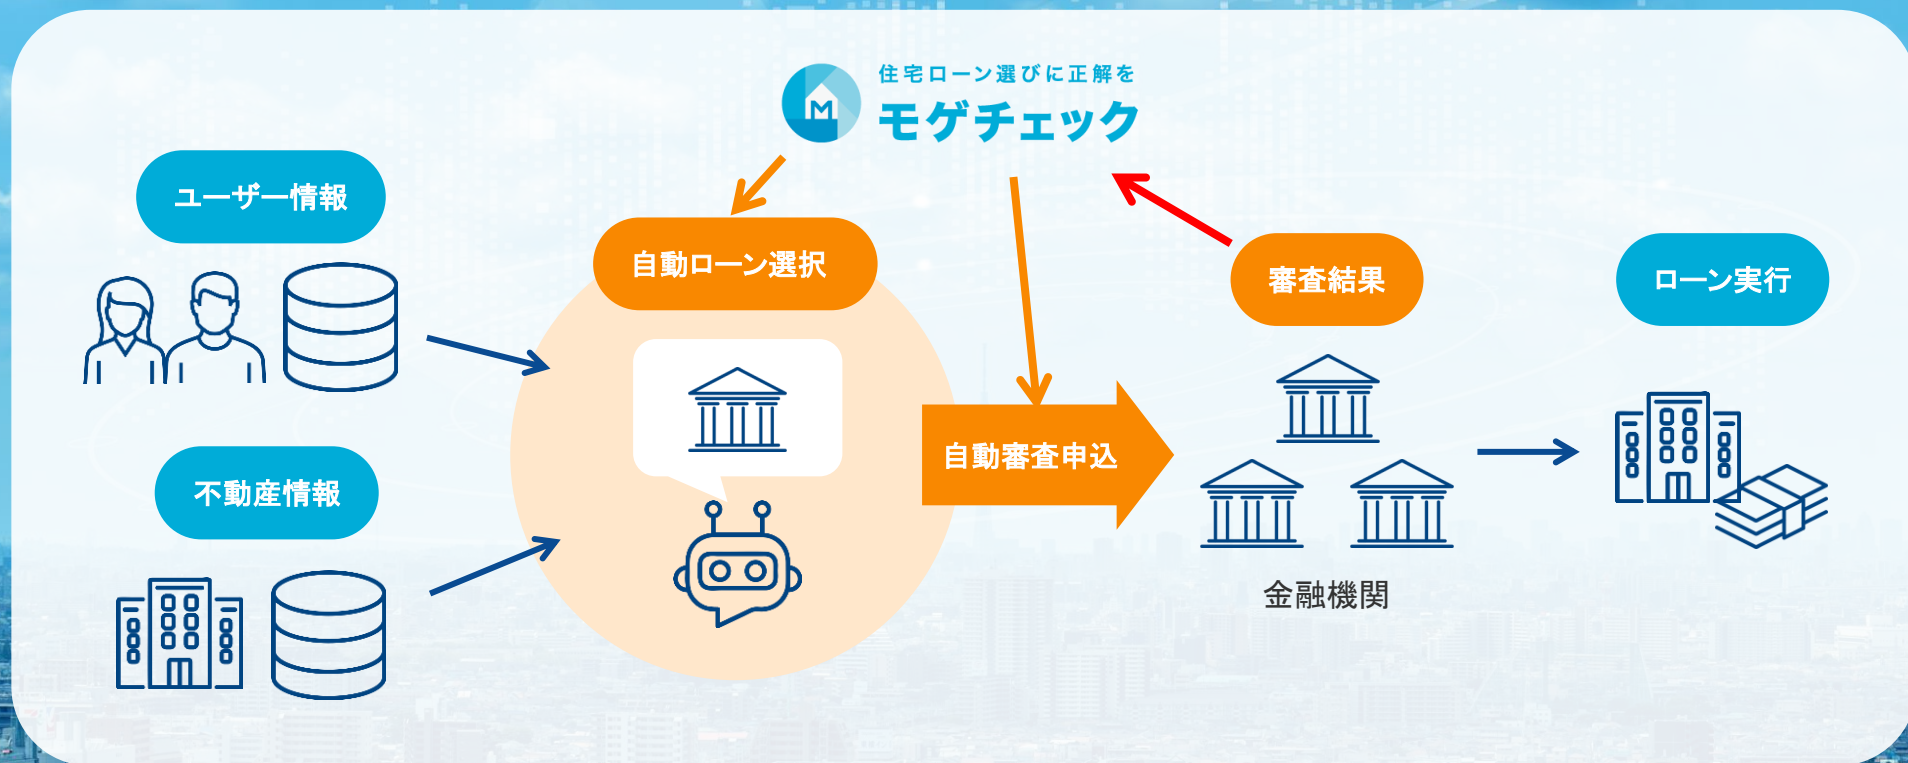 住宅ローン選びに正解を
モゲチェック
ユーザー情報
自動ローン選択
審査結果
ローン実行
自動審査申込
不動産情報
金融機関